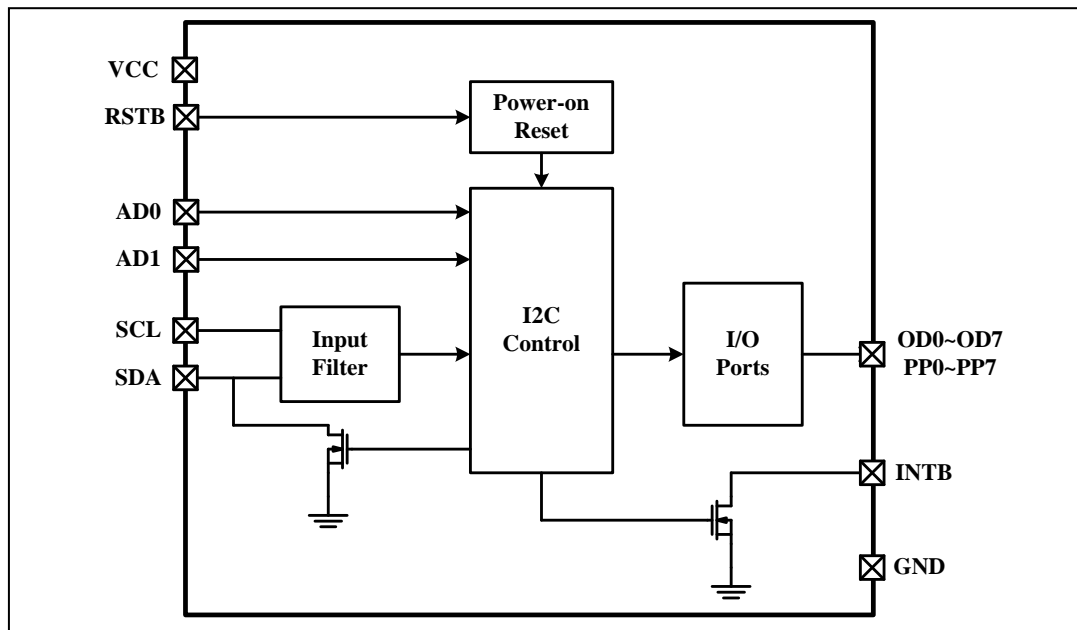 VCC
RSTB
Power-on
Reset
AD0
AD1
SCL
SDA
Input
Filter
I2C
Control
I/O
Ports
OD0~OD7
PP0~PP7
INTB
GND